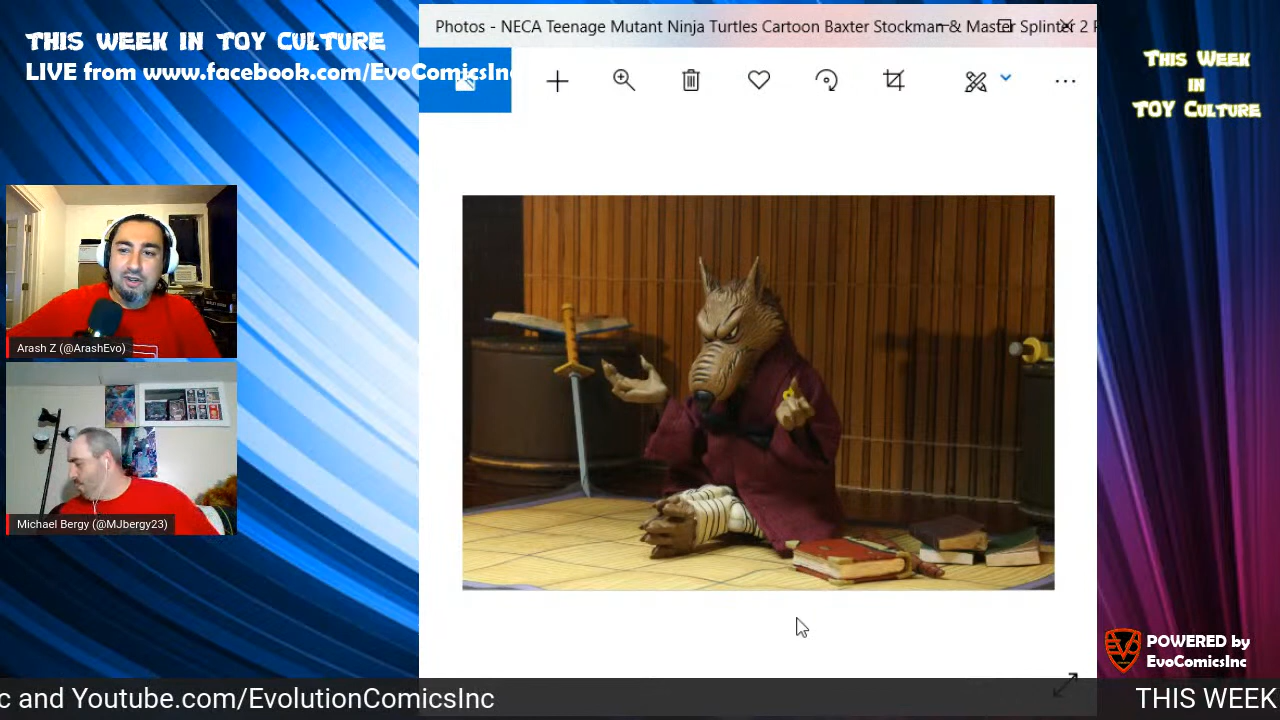 THIS WEEK IN TOY CULTURE
LIVE from www.facebook.com/EvoComicsInc
Photos - NECA Teenage Mutant Ninja Turtles Cartoon Baxter Stockman & Master Splinter 2 P
This Week
in
TOY Culture
Arash Z (@ArashEvo)
Michael Bergy (@MJbergy23)
POWERED by
EvoComicsInc
c and Youtube.com/EvolutionComicsInc
THIS WEEK